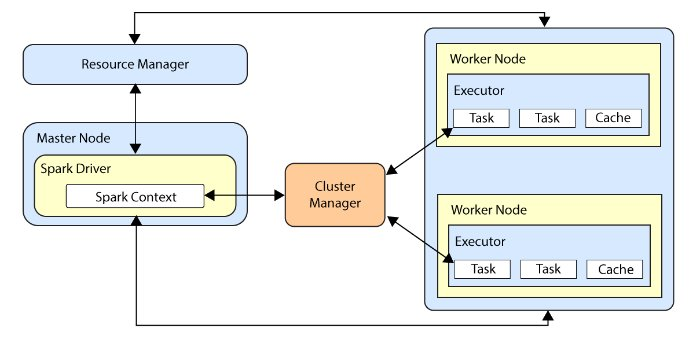 Resource Manager
Master Node
Spark Driver
Spark Context
Cluster
Manager
Worker Node
Executor
Task Task Cache
Worker Node
Executor
Task Task Cache